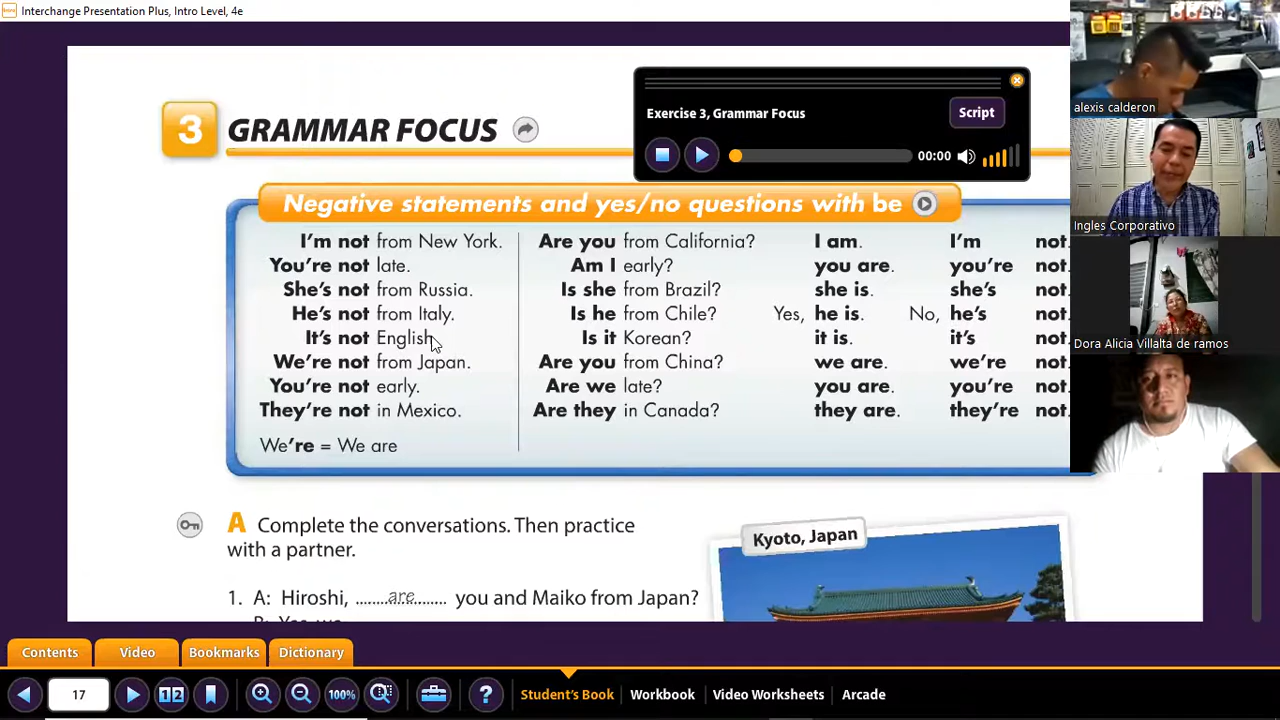 Interchange Presentation Plus, Intro Level, 4e
3 GRAMMAR FOCUS
Exercise 3, Grammar Focus
Script
00:00
Negative statements and yes/no questions with be
I'm not from New York. Are you from California? I am. I'm not.
You're not late. Am I early? you are. you're not.
She's not from Russia. Is she from Brazil? she is. she's not.
He's not from Italy. Is he from Chile? Yes, he is. No, he's not.
It's not English. Is it Korean? it is. it's not.
We're not from Japan. Are you from China? we are. we're not.
You're not early. Are we late? you are. you're not.
They're not in Mexico. Are they in Canada? they are. they're not.
We're = We are
A Complete the conversations. Then practice
with a partner.
1. A: Hiroshi, ........are........ you and Maiko from Japan?
B: Yes, we
Kyoto, Japan
alexis calderon
Ingles Corporativo
Dora Alicia Villalta de ramos
Contents Video Bookmarks Dictionary
17 1 2 100% ? Student's Book Workbook Video Worksheets Arcade